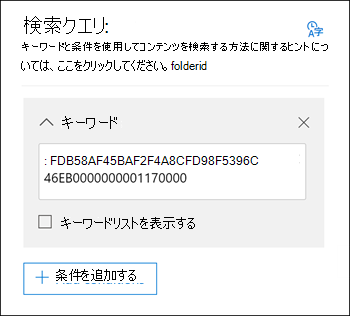 検索クエリ:
キーワードと条件を使用してコンテンツを検索する方法に関するヒントにつ
いては、ここをクリックしてください。folderid
キーワード
: FDB58AF45BAF2F4A8CFD98F5396C
46EB0000000001170000
キーワードリストを表示する
条件を追加する